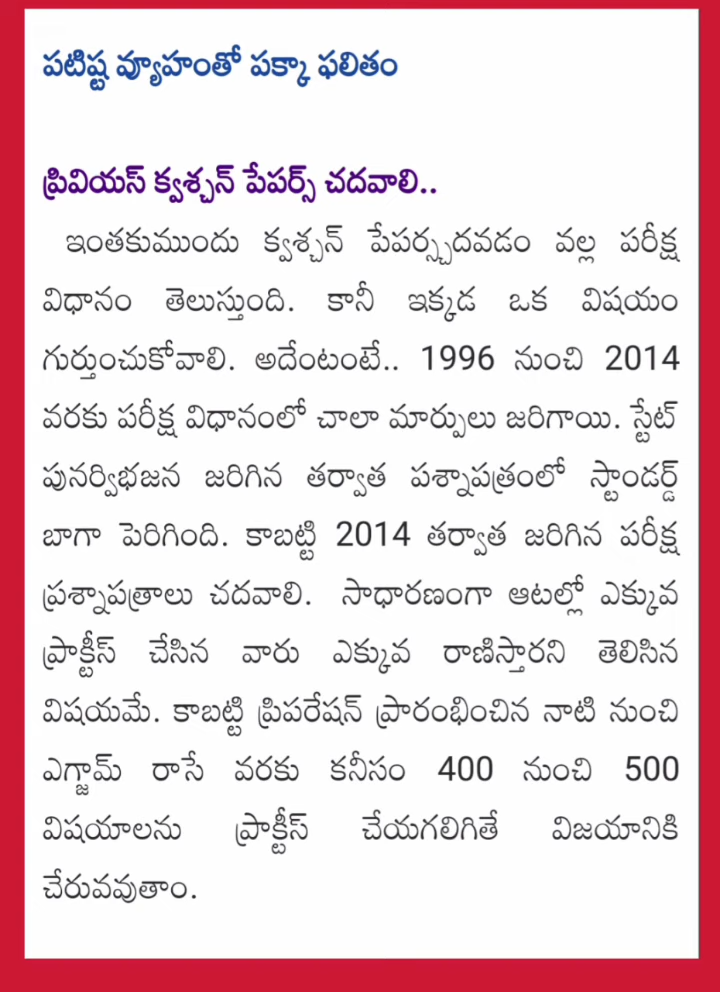 పటిష్ట వ్యూహంతో పక్కా ఫలితం
ప్రివియస్ క్వశ్చన్ పేపర్స్ చదవాలి..
ఇంతకుముందు క్వశ్చన్ పేపర్స్చదవడం వల్ల పరీక్ష
విధానం తెలుస్తుంది. కానీ ఇక్కడ ఒక విషయం
గుర్తుంచుకోవాలి. అదేంటంటే.. 1996 నుంచి 2014
వరకు పరీక్ష విధానంలో చాలా మార్పులు జరిగాయి. స్టేట్
పునర్విభజన జరిగిన తర్వాత పశ్నాపత్రంలో స్టాండర్డ్
బాగా పెరిగింది. కాబట్టి 2014 తర్వాత జరిగిన పరీక్ష
ప్రశ్నాపత్రాలు చదవాలి. సాధారణంగా ఆటల్లో ఎక్కువ
ప్రాక్టీస్ చేసిన వారు ఎక్కువ రాణిస్తారని తెలిసిన
విషయమే. కాబట్టి ప్రిపరేషన్ ప్రారంభించిన నాటి నుంచి
ఎగ్జామ్ రాసే వరకు కనీసం 400 నుంచి 500
విషయాలను ప్రాక్టీస్ చేయగలిగితే విజయానికి
చేరువవుతాం.